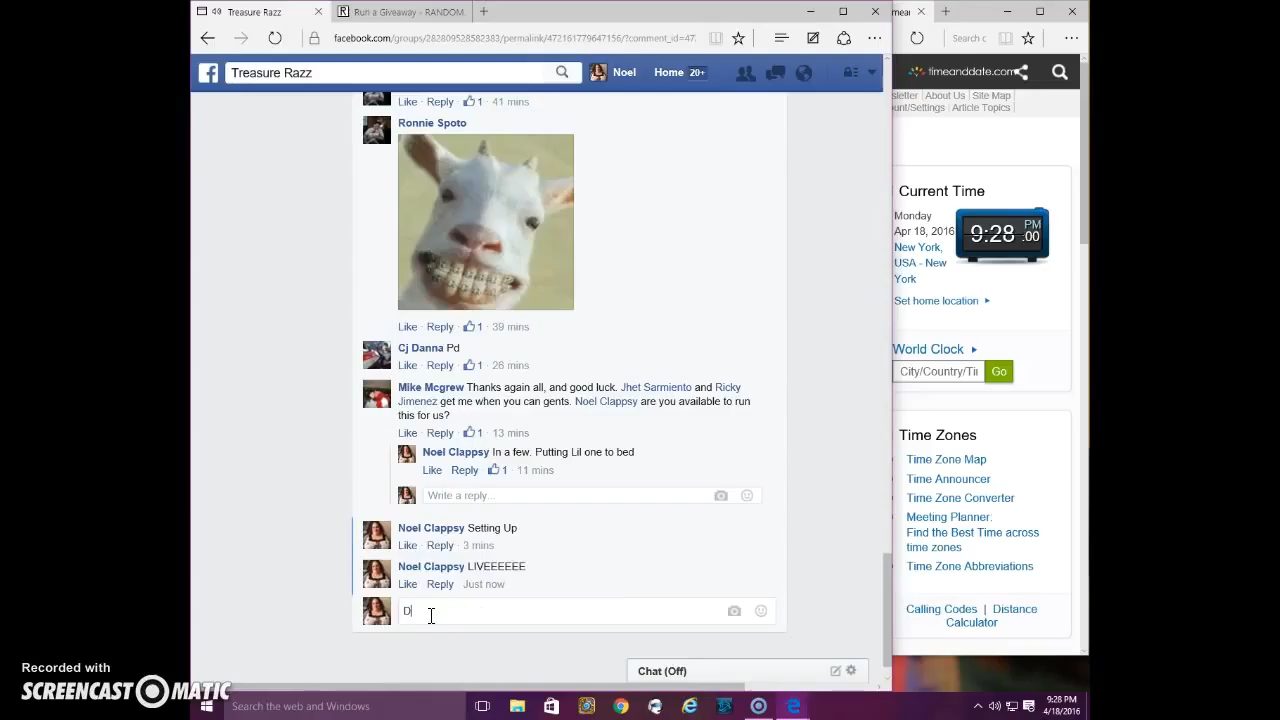 Treasure Razz
Run a Giveaway - RANDOM.
facebook.com/groups/282809528582383/permalink/472161779647156/?comment_id=47
Search c
Treasure Razz
Noel
Home 20+
timeanddate.com
About Us Site Map
unt/Settings Article Topics
Like · Reply · 1 · 41 mins
Ronnie Spoto
Like · Reply · 1 · 39 mins
Cj Danna Pd
Like · Reply · 1 · 26 mins
Mike Mcgrew Thanks again all, and good luck. Jhet Sarmiento and Ricky
Jimenez get me when you can gents. Noel Clappsy are you available to run
this for us?
Like · Reply · 1 · 13 mins
Noel Clappsy In a few. Putting Lil one to bed
Like · Reply · 1 · 11 mins
Write a reply...
Noel Clappsy Setting Up
Like · Reply · 3 mins
Noel Clappsy LIVEEEEEE
Like · Reply · Just now
D
Chat (Off)
Current Time
Monday
Apr 18, 2016
New York,
USA - New
York
9:28 PM
:00
Set home location
World Clock
City/Country/Ti
Go
Time Zones
Time Zone Map
Time Announcer
Time Zone Converter
Meeting Planner:
Find the Best Time across
time zones
Time Zone Abbreviations
Calling Codes | Distance
Calculator
Recorded with
SCREENCAST-O-MATIC
Search the web and Windows
9:28 PM
4/18/2016